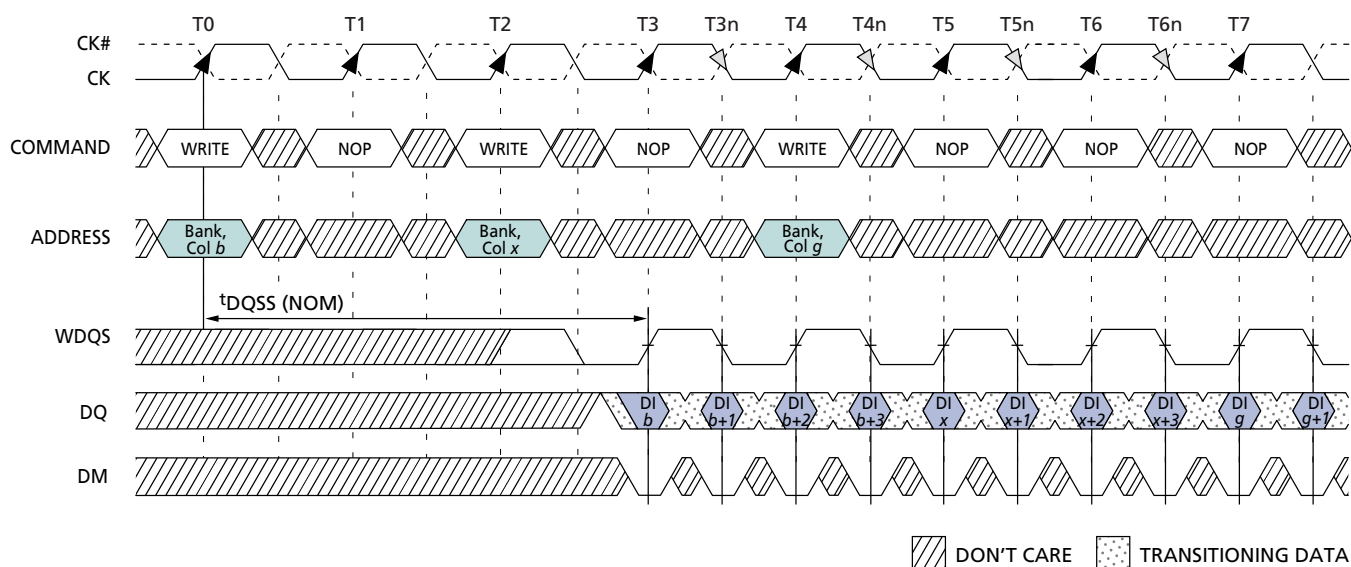 T0 T1 T2 T3 T3n T4 T4n T5 T5n T6 T6n T7
CK#
CK
COMMAND WRITE NOP WRITE NOP WRITE NOP NOP NOP
ADDRESS Bank, Bank, Bank,
Col b Col x Col g
tDQSS (NOM)
WDQS
DQ DI DI DI DI DI DI DI DI DI DI
b b+1 b+2 b+3 x x+1 x+2 x+3 g g+1
DM
DON'T CARE TRANSITIONING DATA